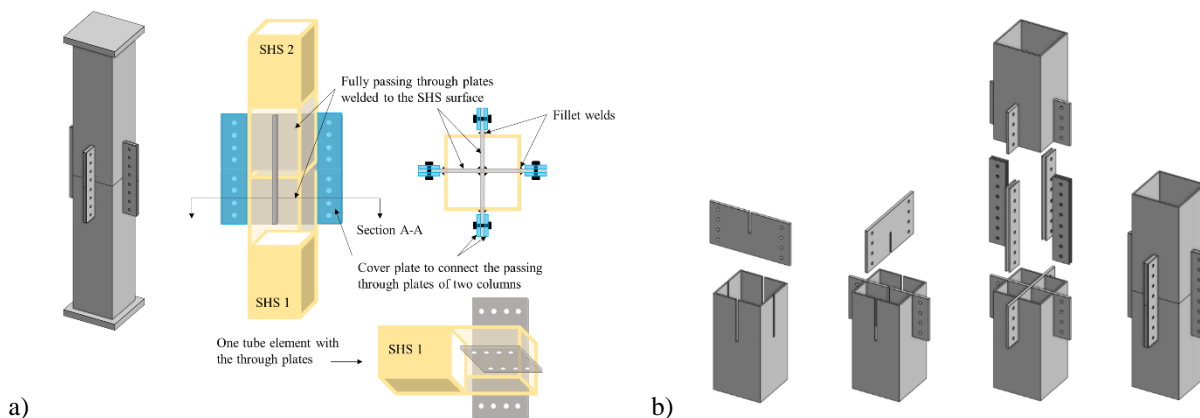 SHS 2
Fully passing through plates
welded to the SHS surface
Fillet welds
Section A-A
Cover plate to connect the passing
through plates of two columns
SHS 1
One tube element with
the through plates
SHS 1
a)
b)